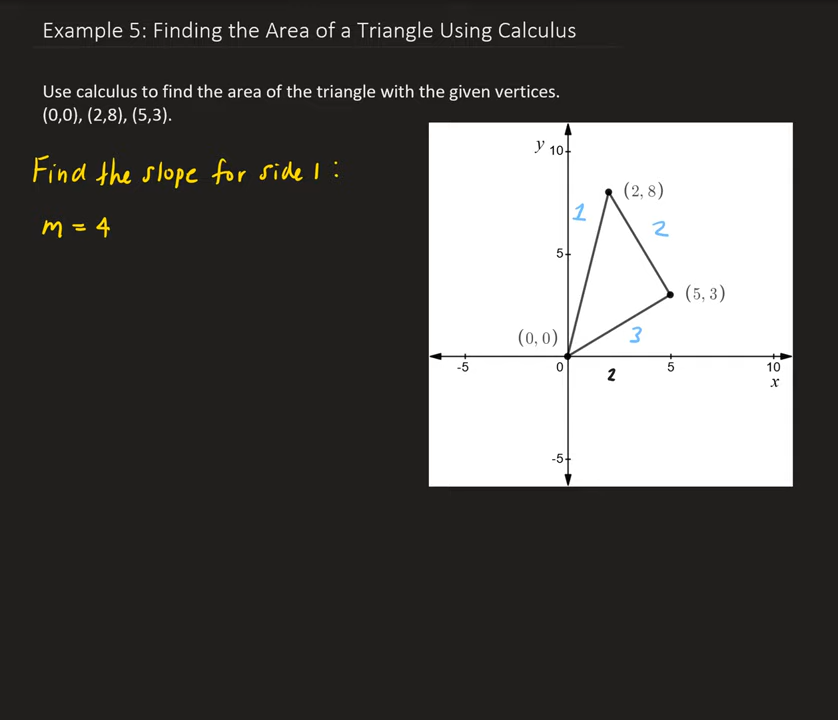 Example 5: Finding the Area of a Triangle Using Calculus
Use calculus to find the area of the triangle with the given vertices.
(0,0), (2,8), (5,3).
Find the slope for side 1:
m = 4
y
10
(2, 8)
1
2
5
(5, 3)
(0, 0)
3
-5
0
2
5
10
x
-5